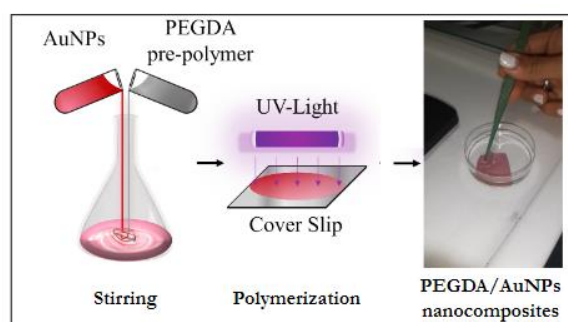 AuNPs
PEGDA
pre-polymer
UV-Light
Cover Slip
Stirring
Polymerization
PEGDA/AuNPs
nanocomposites